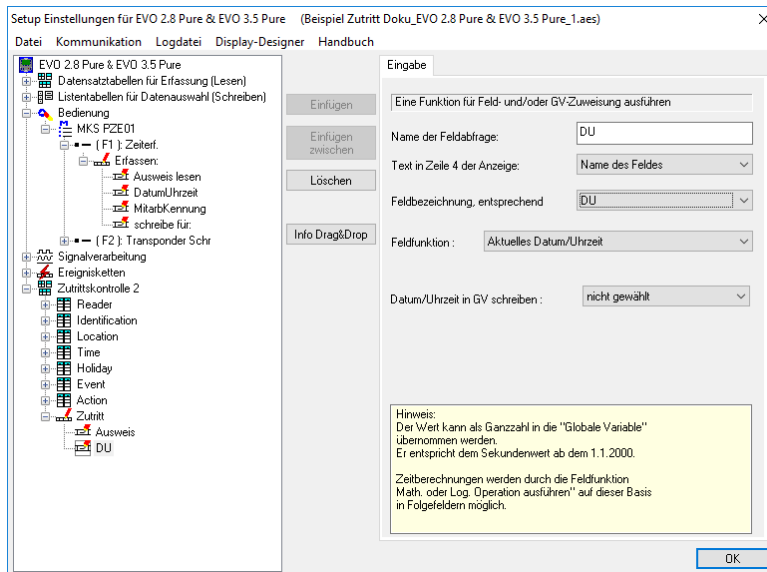 Setup Einstellungen für EVO 2.8 Pure & EVO 3.5 Pure (Beispiel Zutritt Doku_EVO 2.8 Pure & EVO 3.5 Pure_1.aes)
Datei Kommunikation Logdatei Display-Designer Handbuch
EVO 2.8 Pure & EVO 3.5 Pure
Datensatztabellen für Erfassung (Lesen)
Listentabellen für Datenauswahl (Schreiben)
Bedienung
MKS PZE01
( F1 ): Zeiterf.
Erfassen:
Ausweis lesen
DatumUhrzeit
MitarbKennung
schreibe für:
( F2 ): Transponder Schr
Signalverarbeitung
Ereignisketten
Zutrittskontrolle 2
Reader
Identification
Location
Time
Holiday
Event
Action
Zutritt
Ausweis
DU
Einfügen
Einfügen
zwischen
Löschen
Info Drag&Drop
Eingabe
Eine Funktion für Feld- und/oder GV-Zuweisung ausführen
Name der Feldabfrage: DU
Text in Zeile 4 der Anzeige: Name des Feldes
Feldbezeichnung, entsprechend DU
Feldfunktion : Aktuelles Datum/Uhrzeit
Datum/Uhrzeit in GV schreiben : nicht gewählt
Hinweis:
Der Wert kann als Ganzzahl in die "Globale Variable"
übernommen werden.
Er entspricht dem Sekundenwert ab dem 1.1.2000.
Zeitberechnungen werden durch die Feldfunktion
Math. oder Log. Operation ausführen" auf dieser Basis
in Folgefeldern möglich.
OK